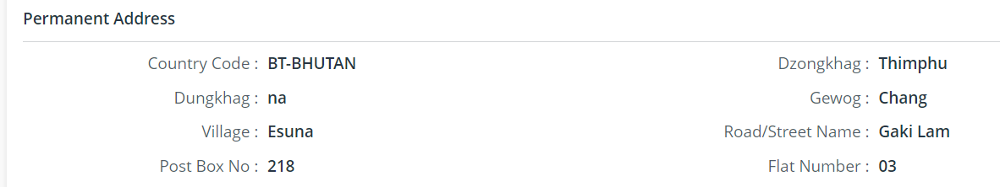 Permanent Address
Country Code : BT-BHUTAN Dzongkhag : Thimphu
Dungkhag : na Gewog : Chang
Village : Esuna Road/Street Name : Gaki Lam
Post Box No : 218 Flat Number : 03